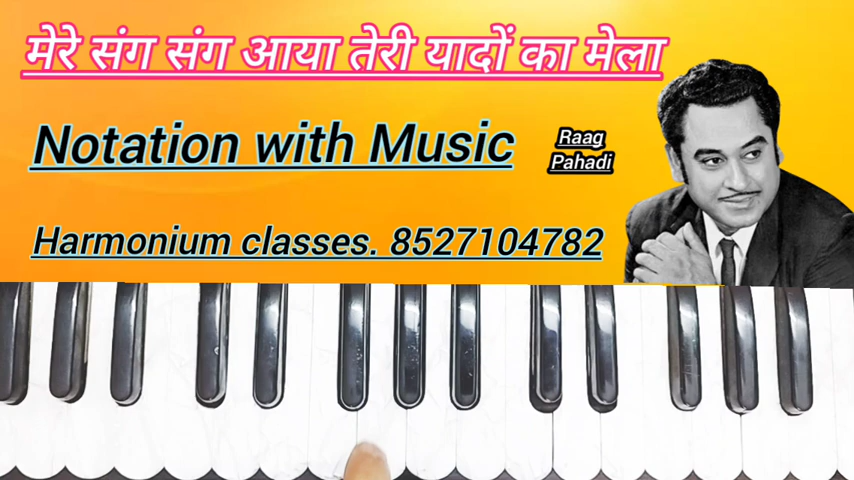 मेरे संग संग आया तेरी यादों का मेला
Notation with Music
Raag
Pahadi
Harmonium classes. 8527104782